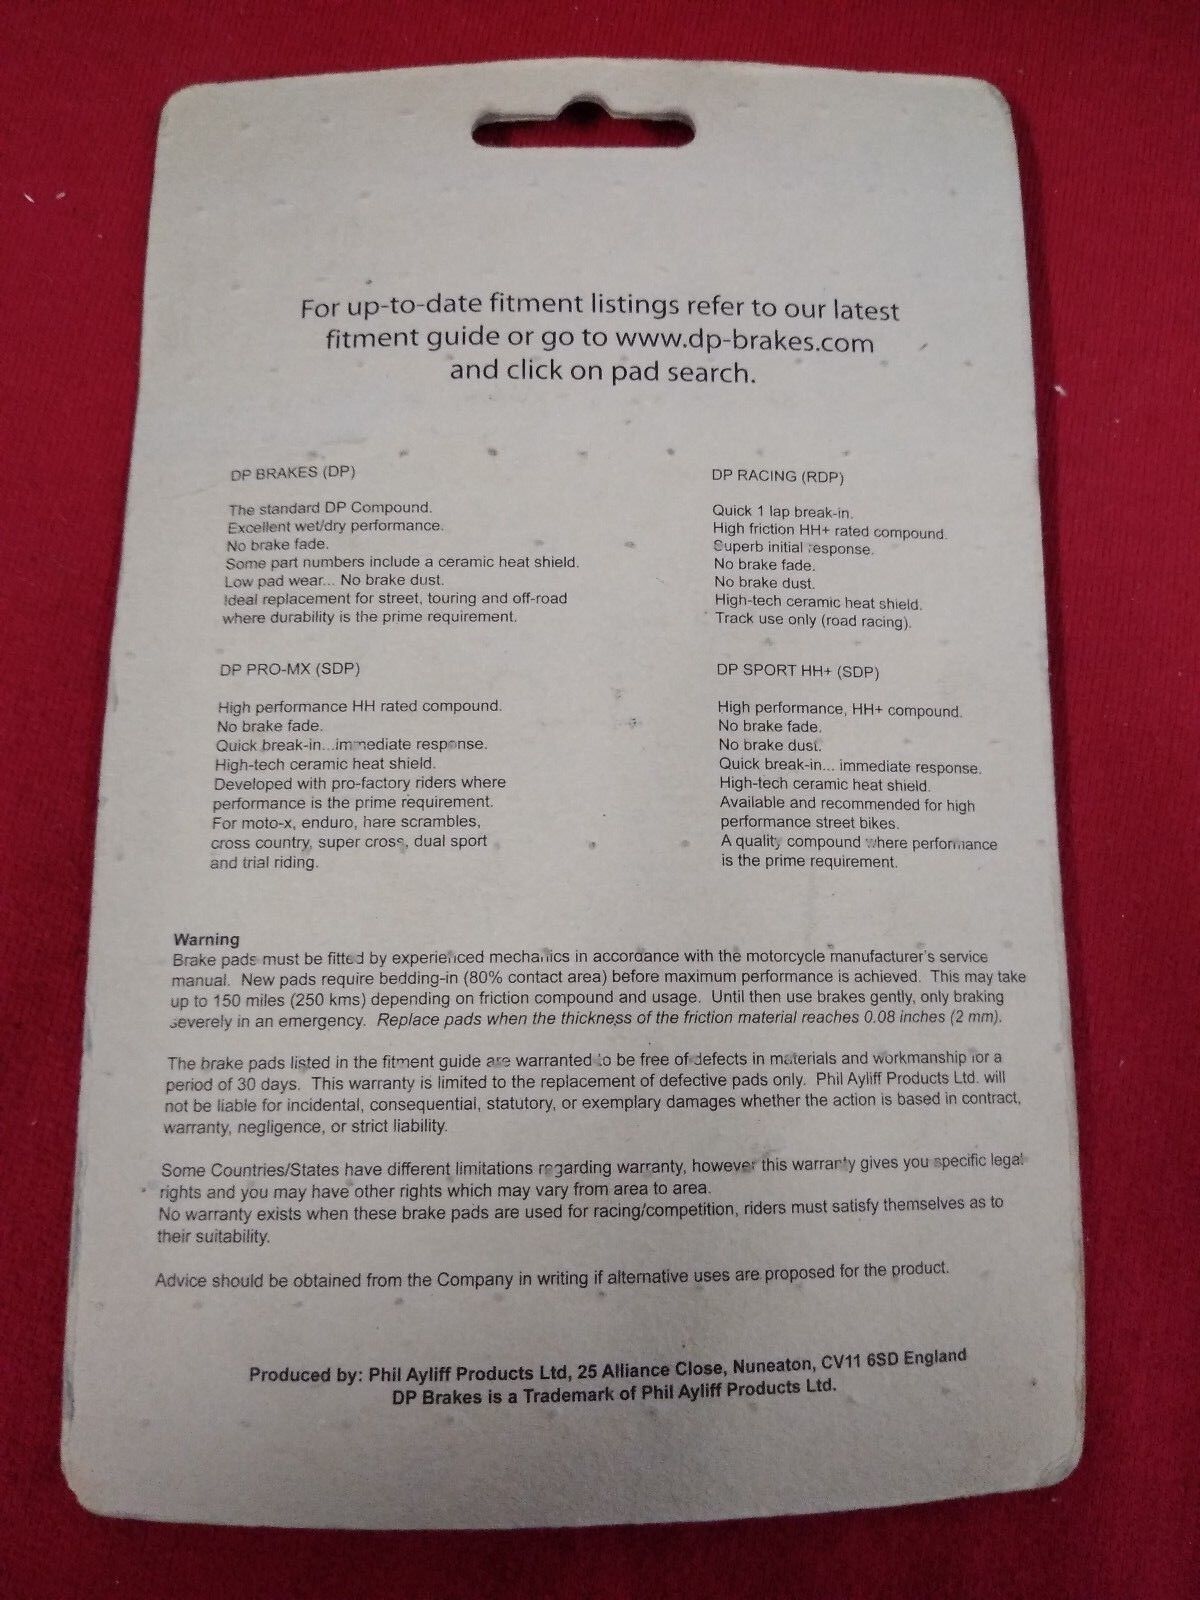 For up-to-date fitment listings refer to our latest
fitment guide or go to www.dp-brakes.com
and click on pad search.
DP BRAKES (DP)
The standard DP Compound.
Excellent wet/dry performance.
No brake fade.
Some part numbers include a ceramic heat shield.
Low pad wear... No brake dust.
Ideal replacement for street, touring and off-road
where durability is the prime requirement.
DP RACING (RDP)
Quick 1 lap break-in.
High friction HH+ rated compound.
Superb initial response.
No brake fade.
No brake dust.
High-tech ceramic heat shield.
Track use only (road racing).
DP PRO-MX (SDP)
High performance HH rated compound.
No brake fade.
Quick break-in...immediate response.
High-tech ceramic heat shield.
Developed with pro-factory riders where
performance is the prime requirement.
For moto-x, enduro, hare scrambles,
cross country, super cross, dual sport
and trial riding.
DP SPORT HH+ (SDP)
High performance, HH+ compound.
No brake fade.
No brake dust.
Quick break-in... immediate response.
High-tech ceramic heat shield.
Available and recommended for high
performance street bikes.
A quality compound where performance
is the prime requirement.
Warning
Brake pads must be fitted by experienced mechanics in accordance with the motorcycle manufacturer's service
manual. New pads require bedding-in (80% contact area) before maximum performance is achieved. This may take
up to 150 miles (250 kms) depending on friction compound and usage. Until then use brakes gently, only braking
severely in an emergency. Replace pads when the thickness of the friction material reaches 0.08 inches (2 mm).
The brake pads listed in the fitment guide are warranted to be free of defects in materials and workmanship for a
period of 30 days. This warranty is limited to the replacement of defective pads only. Phil Ayliff Products Ltd. will
not be liable for incidental, consequential, statutory, or exemplary damages whether the action is based in contract,
warranty, negligence, or strict liability.
Some Countries/States have different limitations regarding warranty, however this warranty gives you specific legal
rights and you may have other rights which may vary from area to area.
No warranty exists when these brake pads are used for racing/competition, riders must satisfy themselves as to
their suitability.
Advice should be obtained from the Company in writing if alternative uses are proposed for the product.
Produced by: Phil Ayliff Products Ltd, 25 Alliance Close, Nuneaton, CV11 6SD England
DP Brakes is a Trademark of Phil Ayliff Products Ltd.